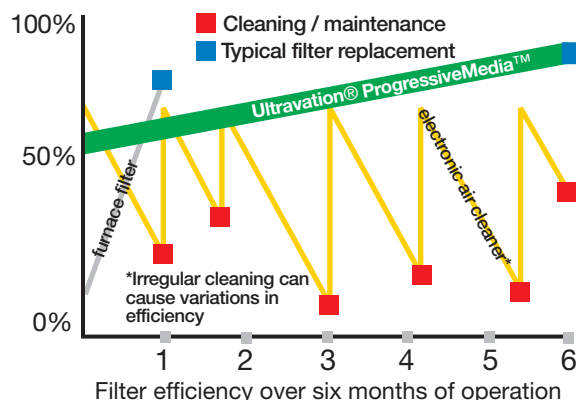 100%
Cleaning / maintenance
Typical filter replacement
Ultravation® ProgressiveMedia™
50%
furnace filter
electronic air cleaner*
*Irregular cleaning can
cause variations in
efficiency
0%
1 2 3 4 5 6
Filter efficiency over six months of operation